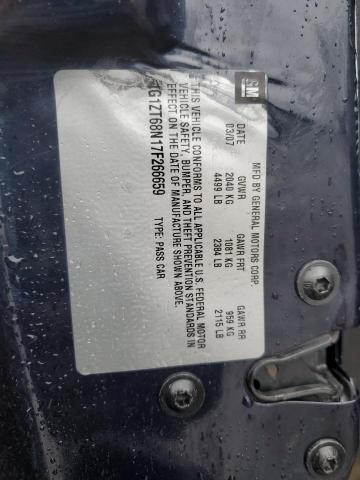 GM
MFD BY GENERAL MOTORS CORP
DATE GVWR GAWR FRT GAWR RR
03/07 2040 KG 1081 KG 959 KG
4499 LB 2384 LB 2115 LB
THIS VEHICLE CONFORMS TO ALL APPLICABLE U.S. FEDERAL MOTOR
VEHICLE SAFETY, BUMPER, AND THEFT PREVENTION STANDARDS IN
EFFECT ON THE DATE OF MANUFACTURE SHOWN ABOVE.
1G1ZT68N17F266659 TYPE: PASS CAR